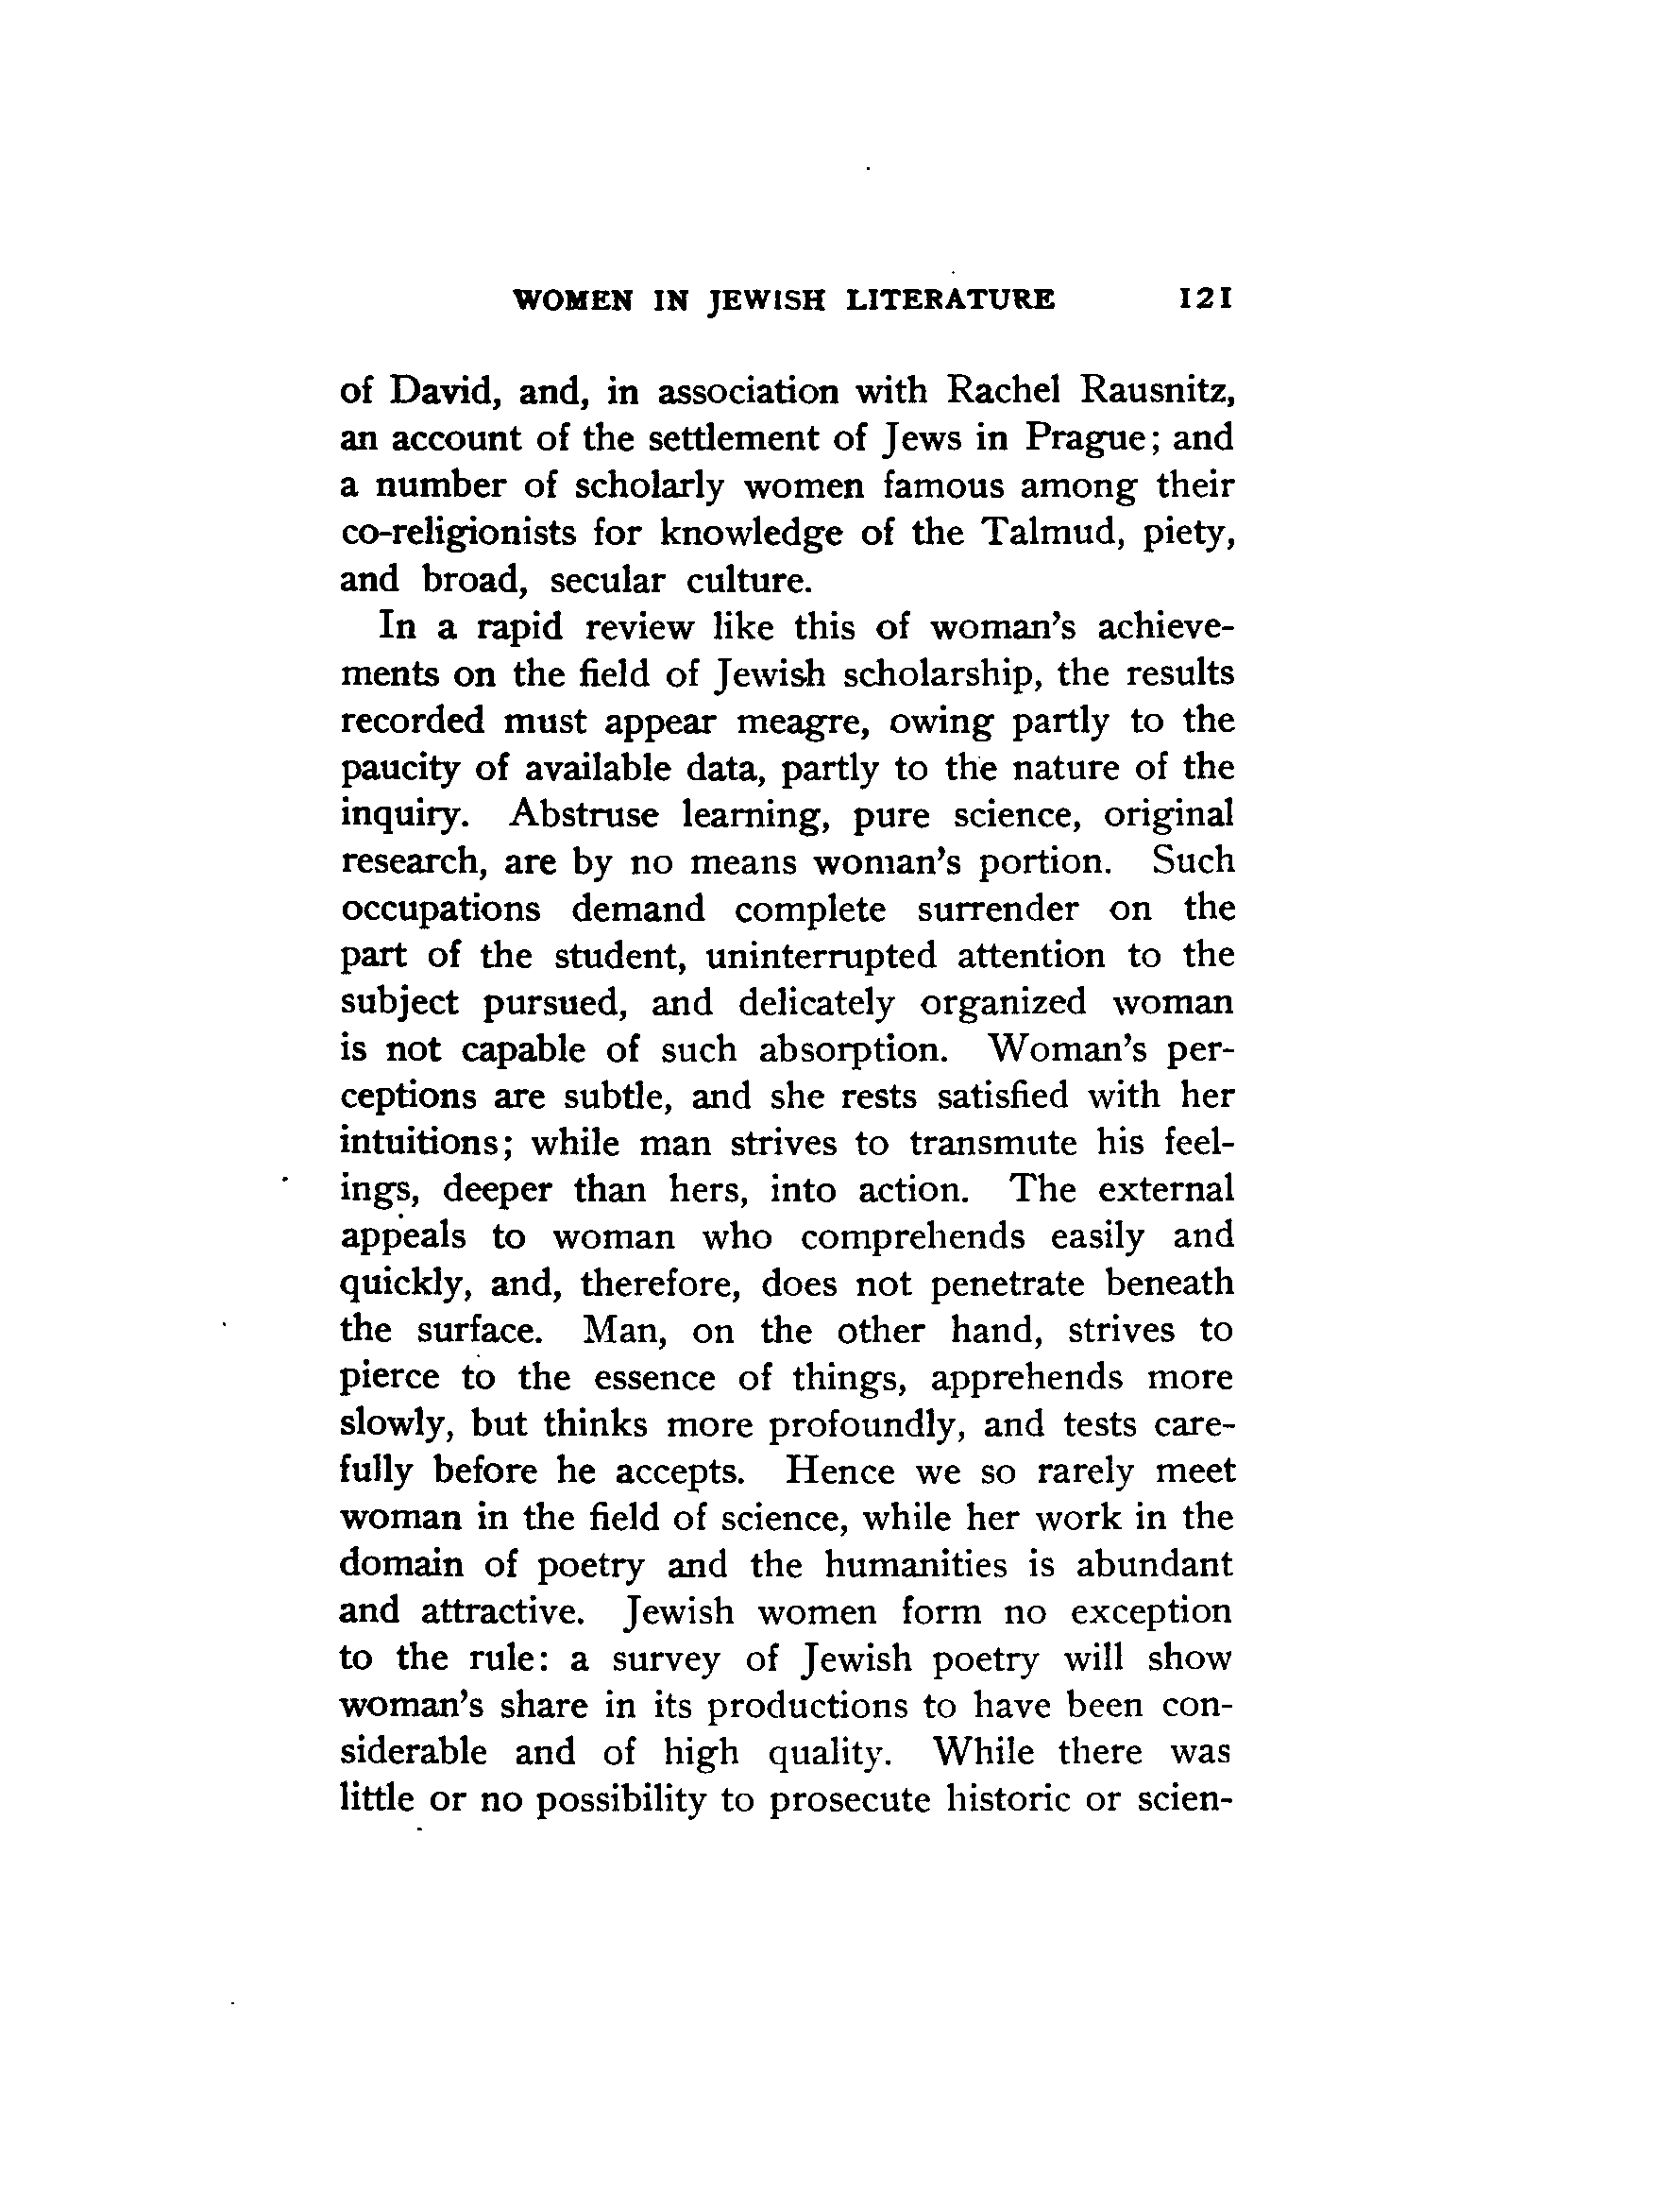 WOMEN IN JEWISH LITERATURE 121
of David, and, in association with Rachel Rausnitz,
an account of the settlement of Jews in Prague; and
a number of scholarly women famous among their
co-religionists for knowledge of the Talmud, piety,
and broad, secular culture.
In a rapid review like this of woman's achieve-
ments on the field of Jewish scholarship, the results
recorded must appear meagre, owing partly to the
paucity of available data, partly to the nature of the
inquiry. Abstruse learning, pure science, original
research, are by no means woman's portion. Such
occupations demand complete surrender on the
part of the student, uninterrupted attention to the
subject pursued, and delicately organized woman
is not capable of such absorption. Woman's per-
ceptions are subtle, and she rests satisfied with her
intuitions; while man strives to transmute his feel-
ings, deeper than hers, into action. The external
appeals to woman who comprehends easily and
quickly, and, therefore, does not penetrate beneath
the surface. Man, on the other hand, strives to
pierce to the essence of things, apprehends more
slowly, but thinks more profoundly, and tests care-
fully before he accepts. Hence we so rarely meet
woman in the field of science, while her work in the
domain of poetry and the humanities is abundant
and attractive. Jewish women form no exception
to the rule: a survey of Jewish poetry will show
woman's share in its productions to have been con-
siderable and of high quality. While there was
little or no possibility to prosecute historic or scien-